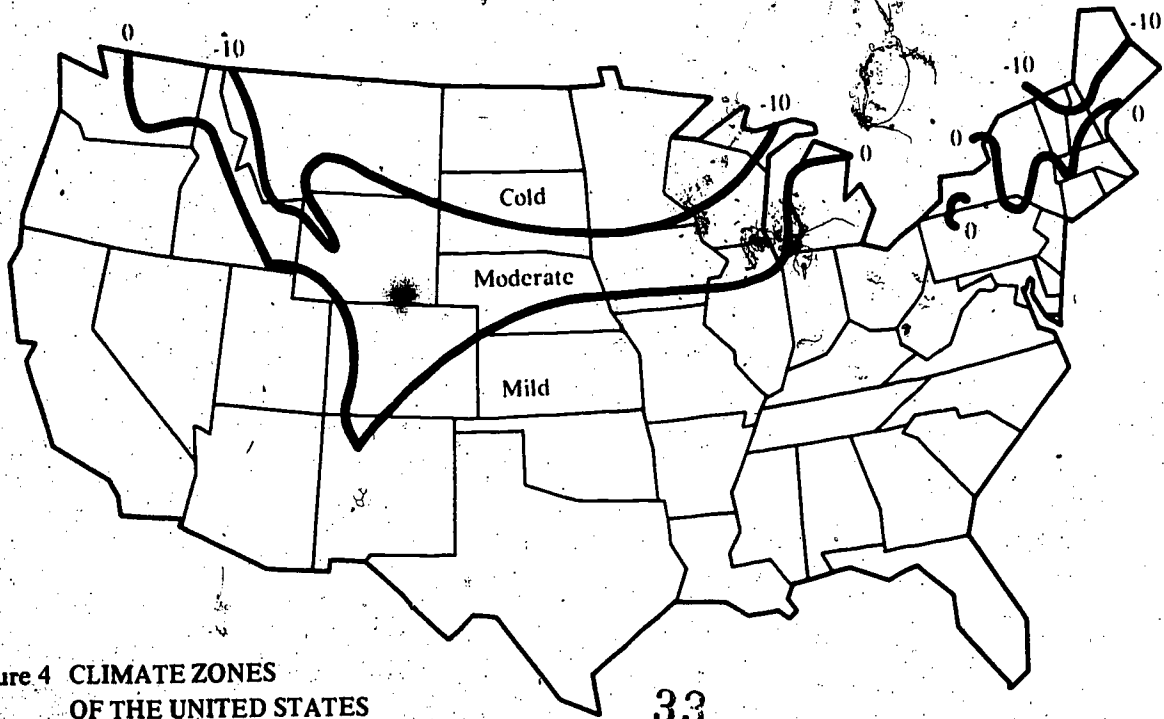 0
-10
-10
-10
-10
0
0
0
0
Cold
Moderate
Mild
ure 4 CLIMATE ZONES
OF THE UNITED STATES
33